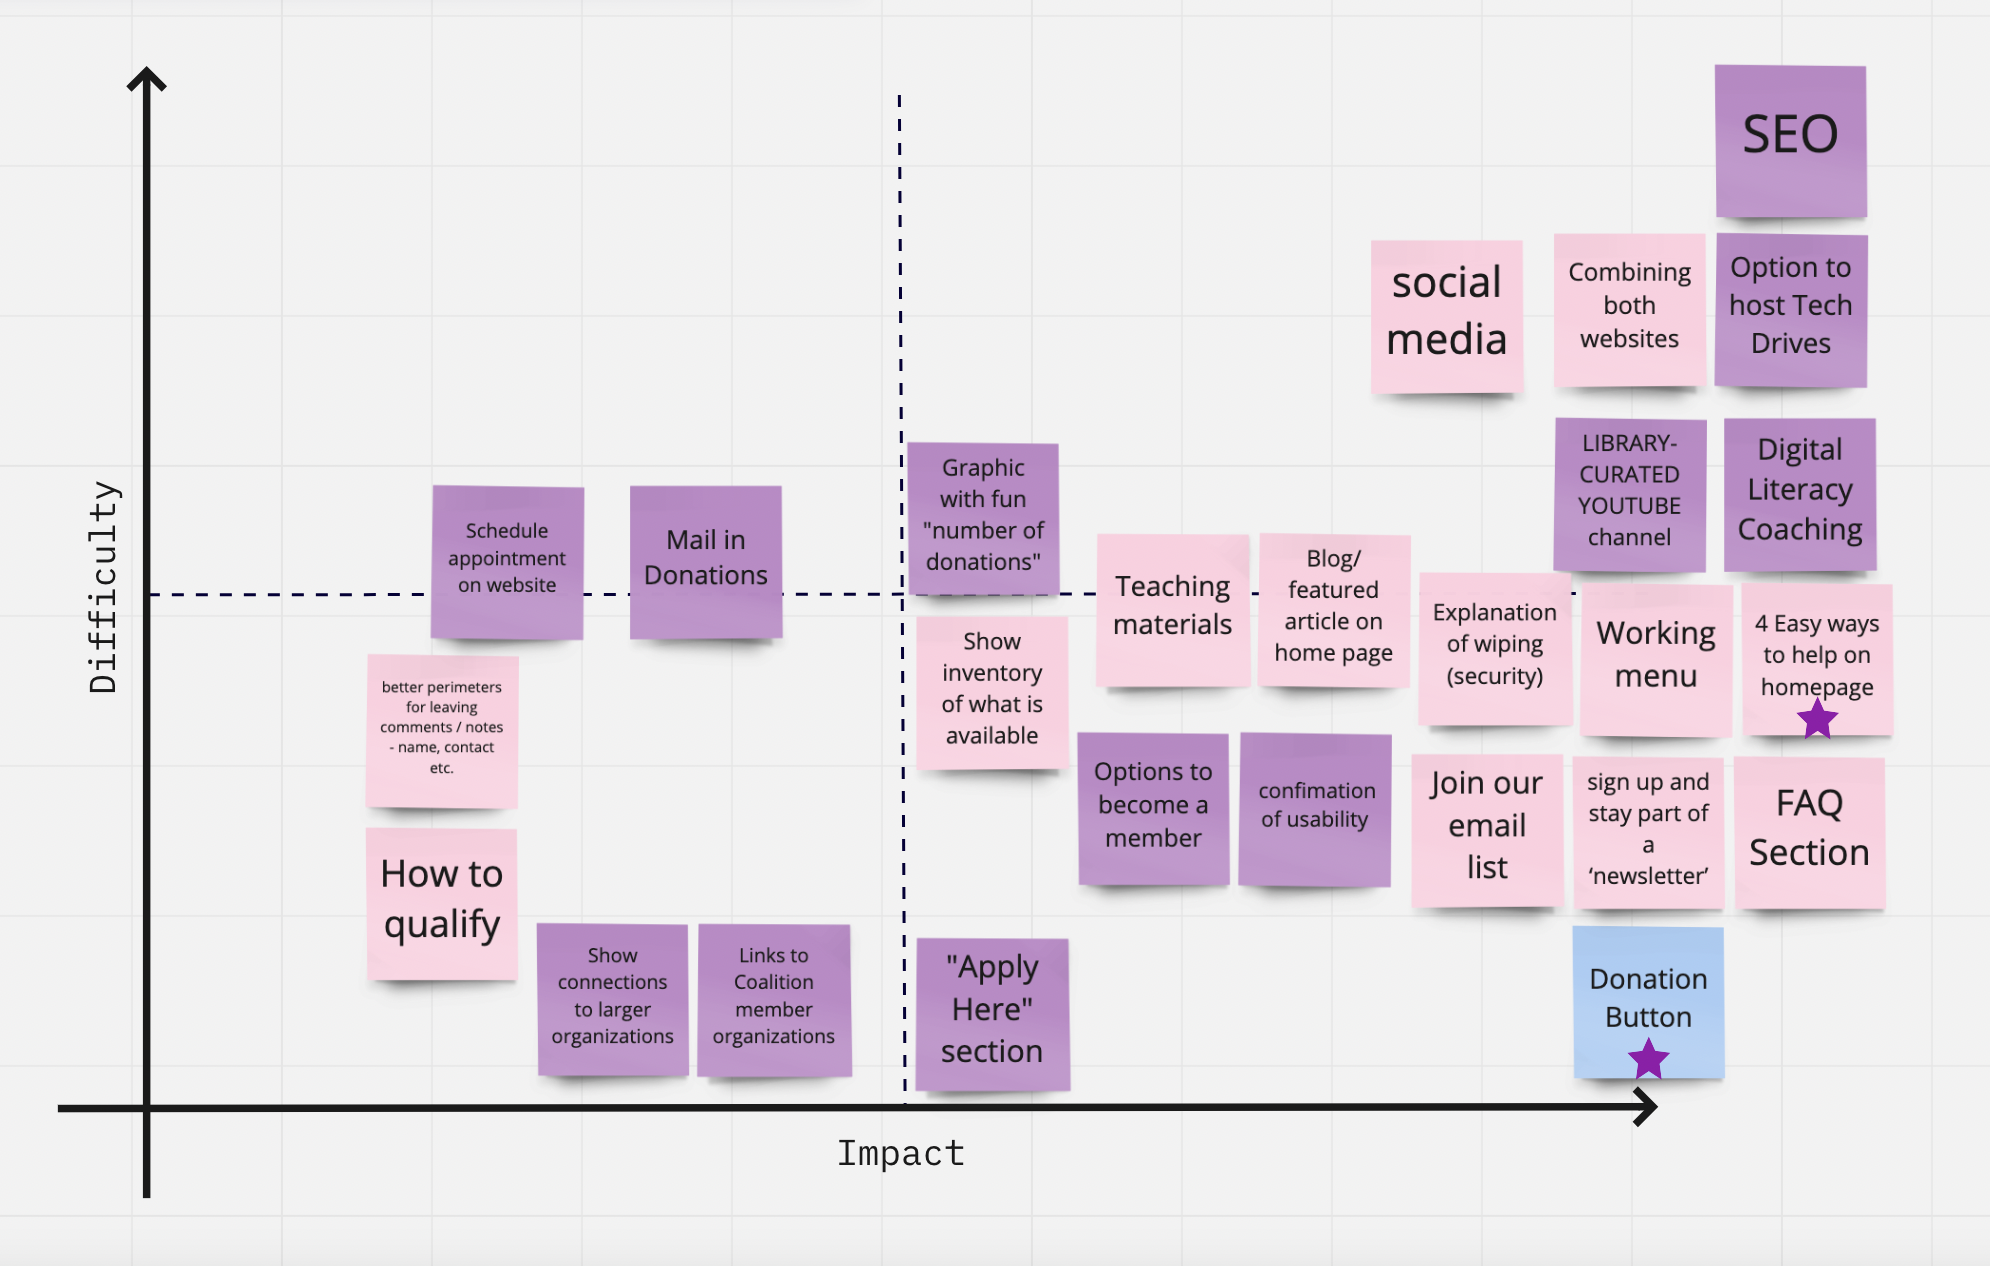 SEO
social
media
Combining
both
websites
Option to
host Tech
Drives
Graphic
with fun
"number of
donations"
LIBRARY-
CURATED
YOUTUBE
channel
Digital
Literacy
Coaching
Difficulty
Schedule
appointment
on website
Mail in
Donations
Teaching
materials
Blog/
featured
article on
home page
Explanation
of wiping
(security)
Working
menu
4 Easy ways
to help on
homepage
Show
inventory
of what is
available
better perimeters
for leaving
comments / notes
- name, contact
etc.
Options to
become a
member
confimation
of usability
Join our
email
list
sign up and
stay part of
a
‘newsletter’
FAQ
Section
How to
qualify
Show
connections
to larger
organizations
Links to
Coalition
member
organizations
"Apply
Here"
section
Donation
Button
Impact